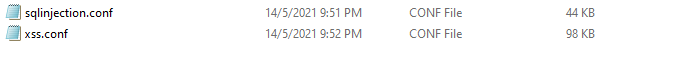 sqlinjection.conf 14/5/2021 9:51 PM CONF File 44 KB
xss.conf 14/5/2021 9:52 PM CONF File 98 KB